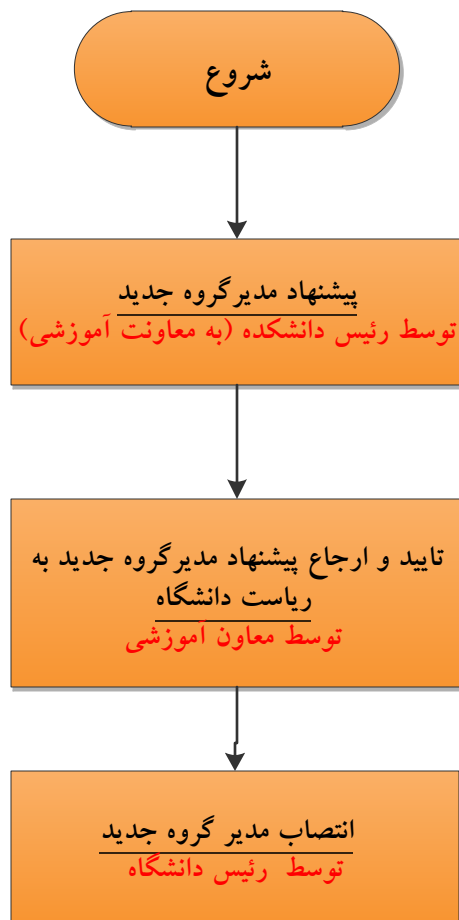 شروع
پیشنهاد مدیرگروه جدید
توسط رئیس دانشکده (به معاونت آموزشی)
تایید و ارجاع پیشنهاد مدیرگروه جدید به
ریاست دانشگاه
توسط معاون آموزشی
انتصاب مدیر گروه جدید
توسط رئیس دانشگاه